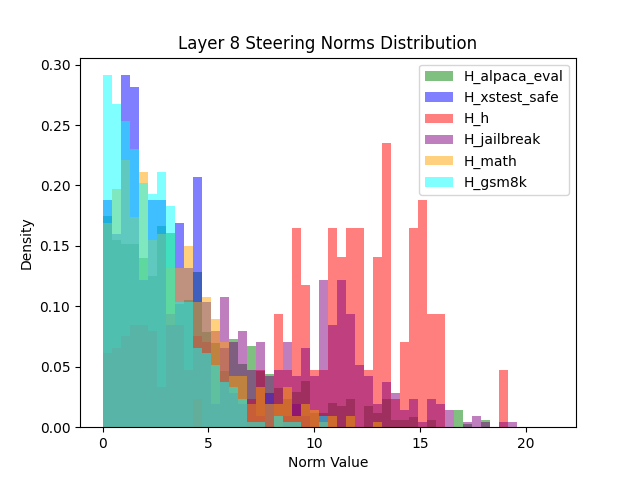 Layer 8 Steering Norms Distribution
H_alpaca_eval
H_xstest_safe
H_h
H_jailbreak
H_math
H_gsm8k
Density
0.30
0.25
0.20
0.15
0.10
0.05
0.00
0 5 10 15 20
Norm Value